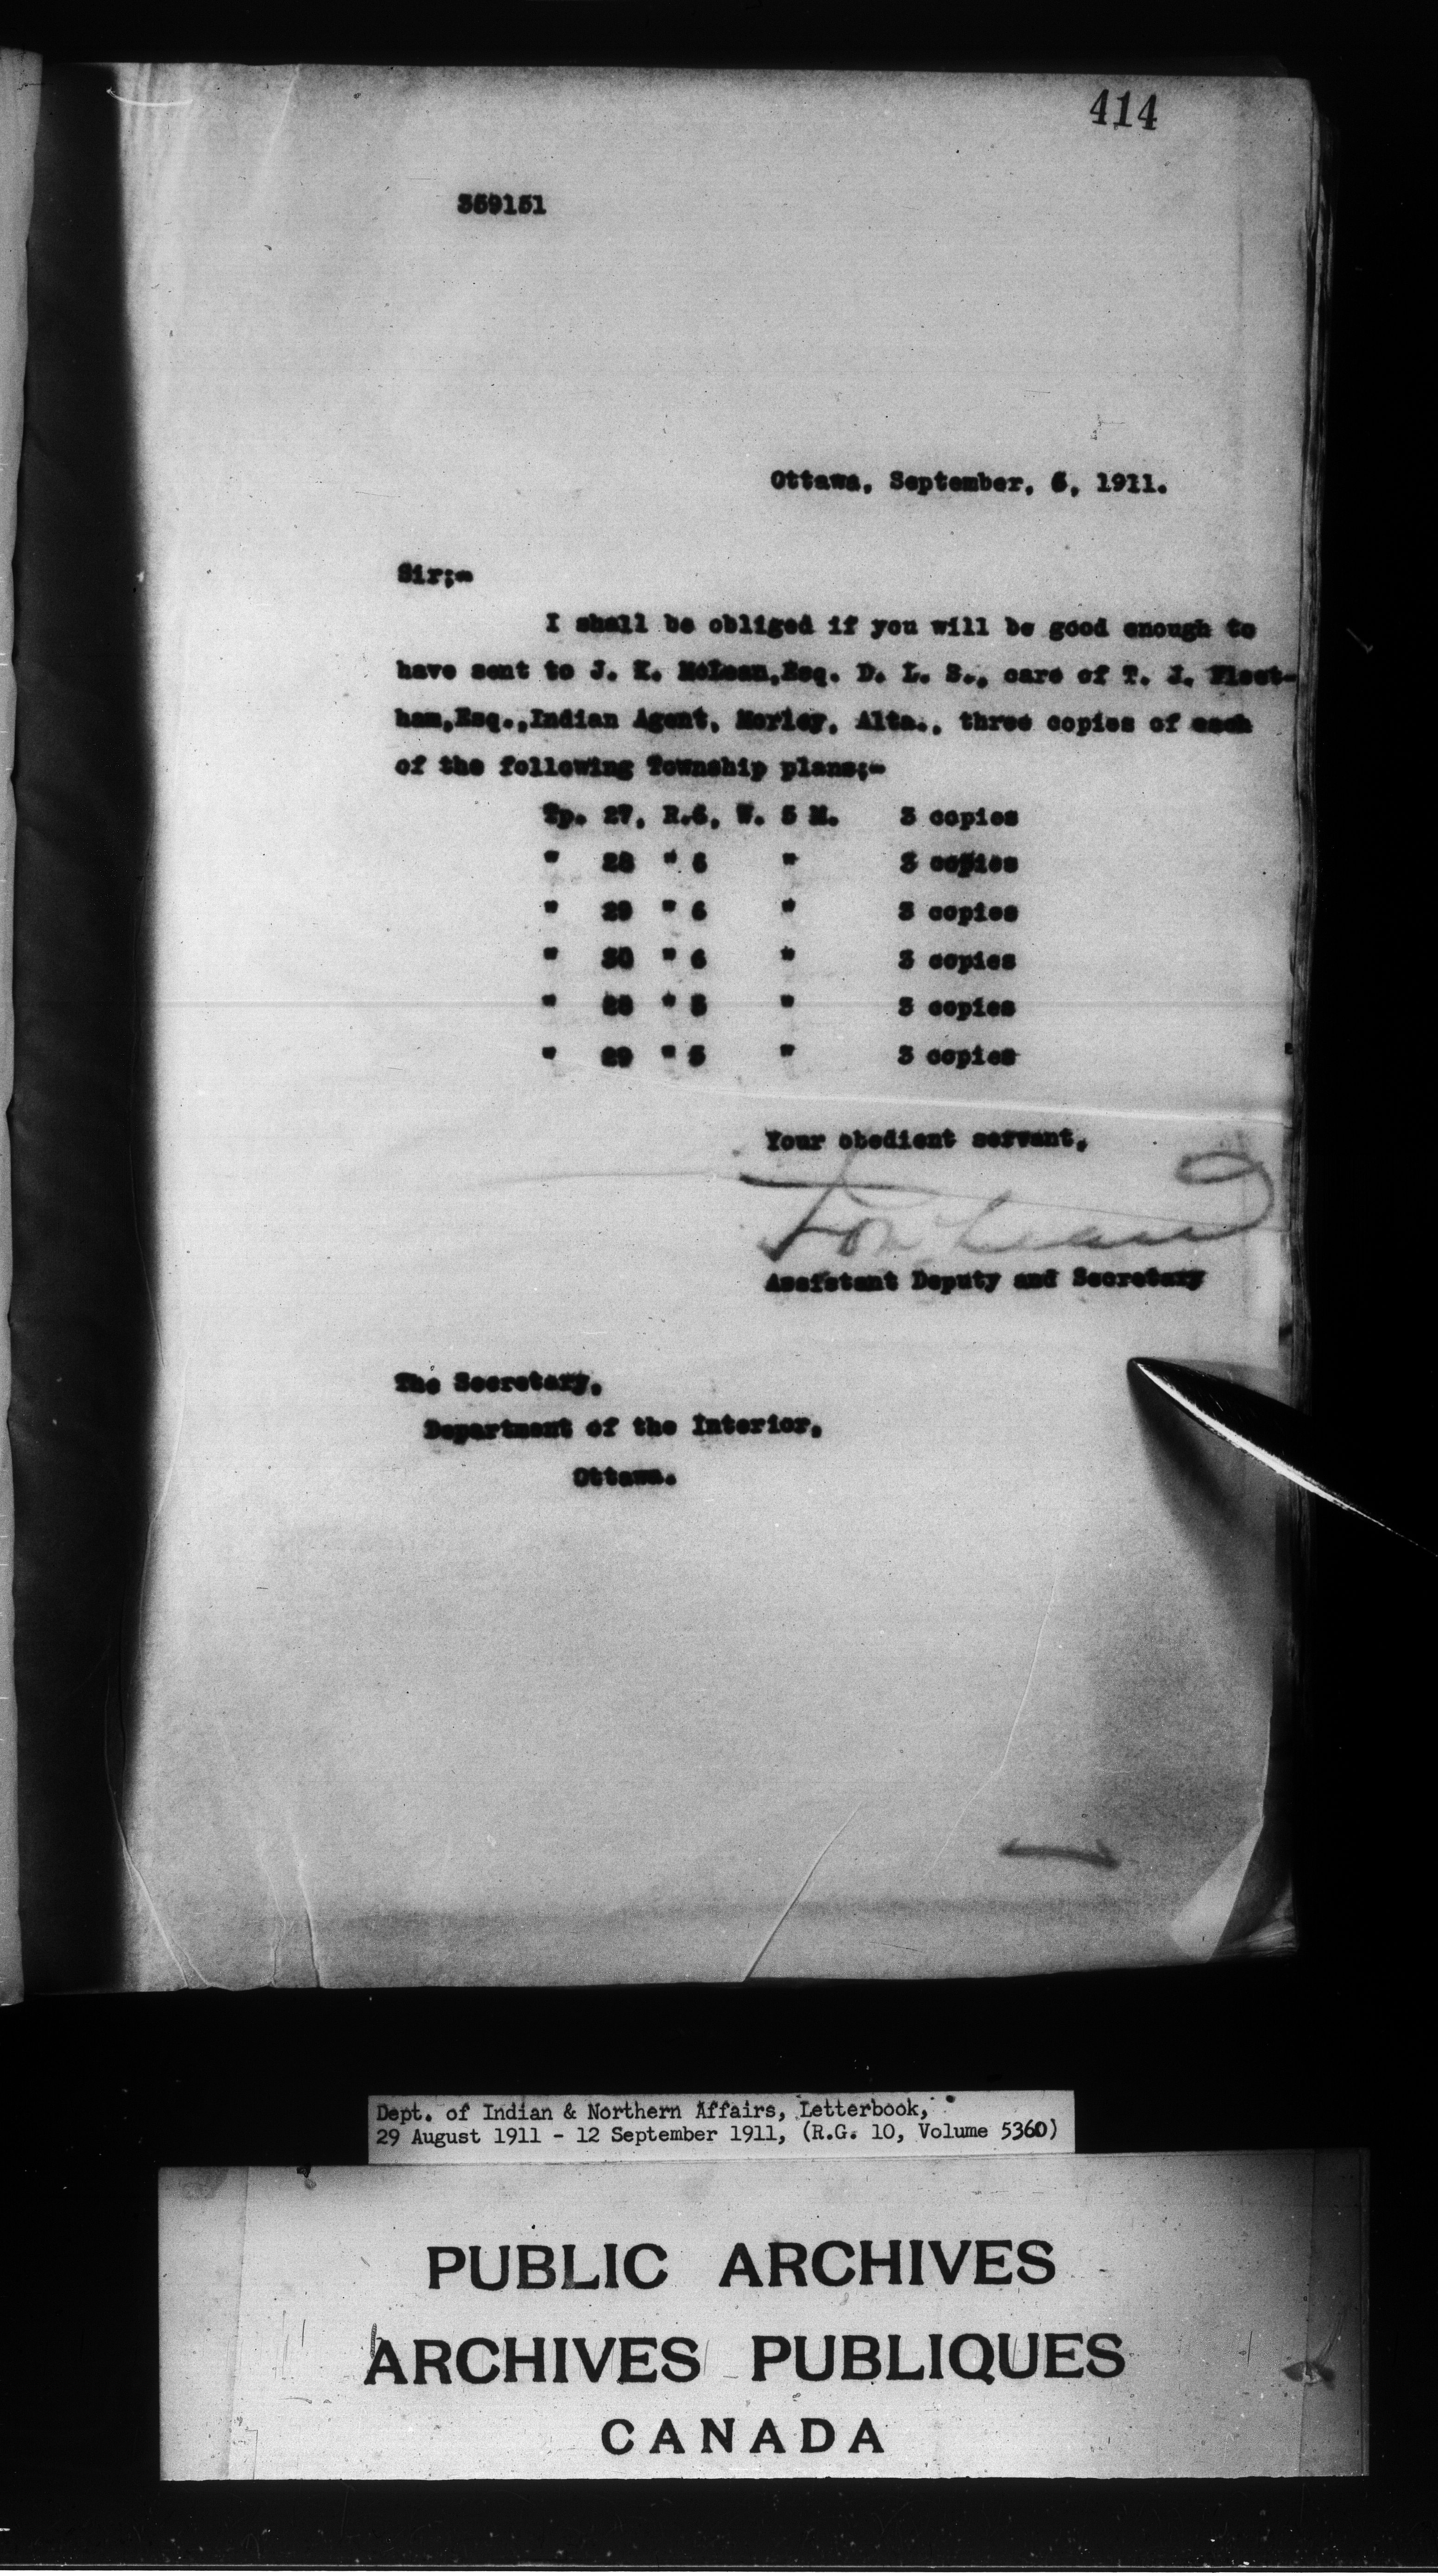 414
359151
Ottawa, September, 6, 1911.
Sir;-
I shall be obliged if you will be good enough to
have sent to J. K. McLean,Esq. D. L. S., care of T. J. Fleet-
ham,Esq.,Indian Agent, Morley, Alta., three copies of each
of the following Township plans;-
Tp. 27, R.6, W. 5 M. 3 copies
" 28 " 6 " 3 copies
" 29 " 6 " 3 copies
" 30 " 6 " 3 copies
" 28 " 5 " 3 copies
" 29 " 5 " 3 copies
Your obedient servant,
Assistant Deputy and Secretary
The Secretary,
Department of the Interior,
Ottawa.
Dept. of Indian & Northern Affairs, Letterbook,
29 August 1911 - 12 September 1911, (R.G. 10, Volume 5360)
PUBLIC ARCHIVES
ARCHIVES PUBLIQUES
CANADA